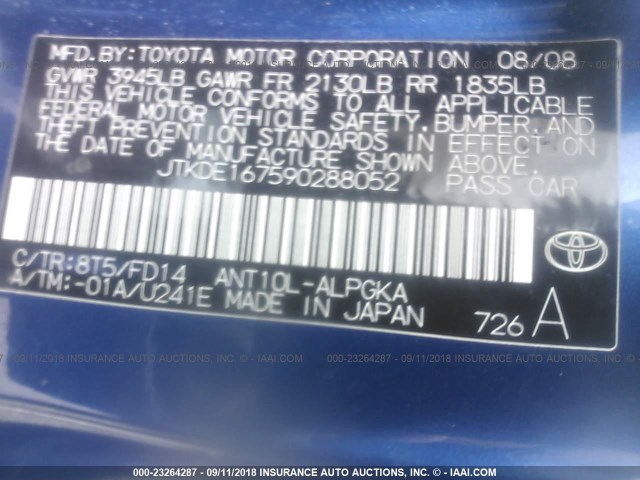 MFD.BY:TOYOTA MOTOR CORPORATION 08/08
GVWR 3945LB GAWR FR 2130LB RR 1835LB
THIS VEHICLE CONFORMS TO ALL APPLICABLE
FEDERAL MOTOR VEHICLE SAFETY,BUMPER,AND
THEFT PREVENTION STANDARDS IN EFFECT ON
THE DATE OF MANUFACTURE SHOWN ABOVE.
JTKDE167590288052 PASS CAR
C/TR:8T5/FD14 ANT10L-ALPGKA
A/TM:-01A/U241E MADE IN JAPAN
726 A
000-23264287 - 09/11/2018 INSURANCE AUTO AUCTIONS INC. - © IAAI.COM